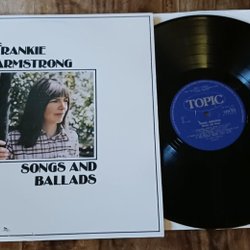 FRANKIE
ARMSTRONG
SONGS AND
BALLADS
TOPIC